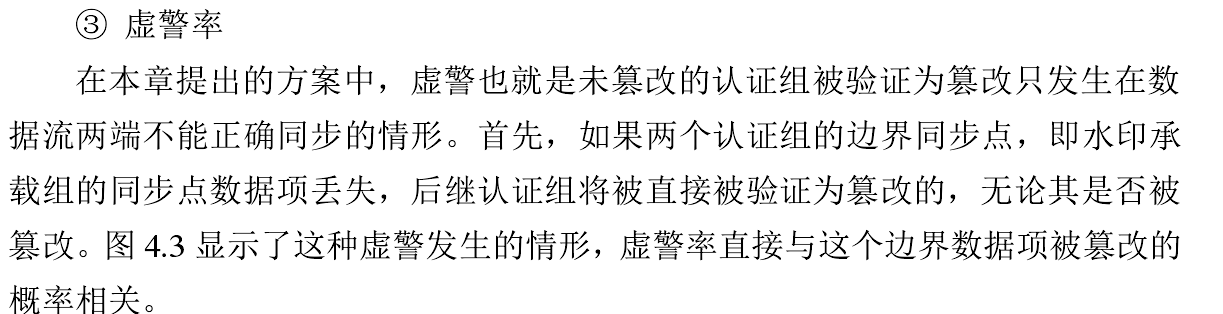 ③ 虚警率
在本章提出的方案中，虚警也就是未篡改的认证组被验证为篡改只发生在数
据流两端不能正确同步的情形。首先，如果两个认证组的边界同步点，即水印承
载组的同步点数据项丢失，后继认证组将被直接被验证为篡改的，无论其是否被
篡改。图 4.3 显示了这种虚警发生的情形，虚警率直接与这个边界数据项被篡改的
概率相关。